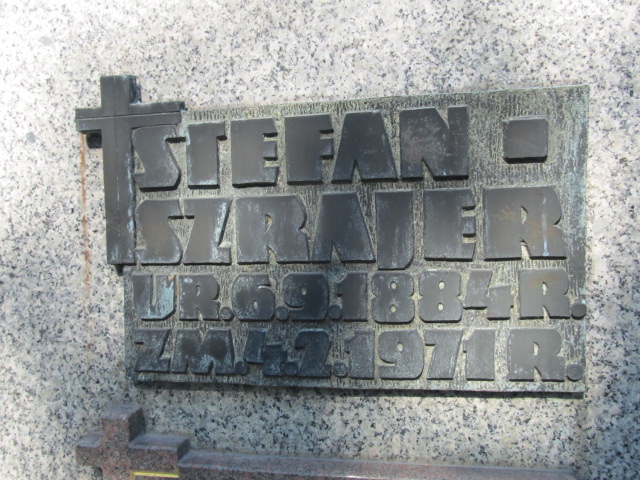 STEFAN
SZRAJER
UR. 6.9.1884 R.
ZM. 4.2.1971 R.